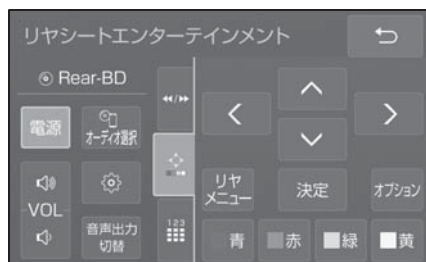 リヤシートエンターテインメント
Rear-BD
電源
オーディオ選択
VOL
音声出力
切替
123
リヤ
メニュー
決定
オプション
青
赤
緑
黄